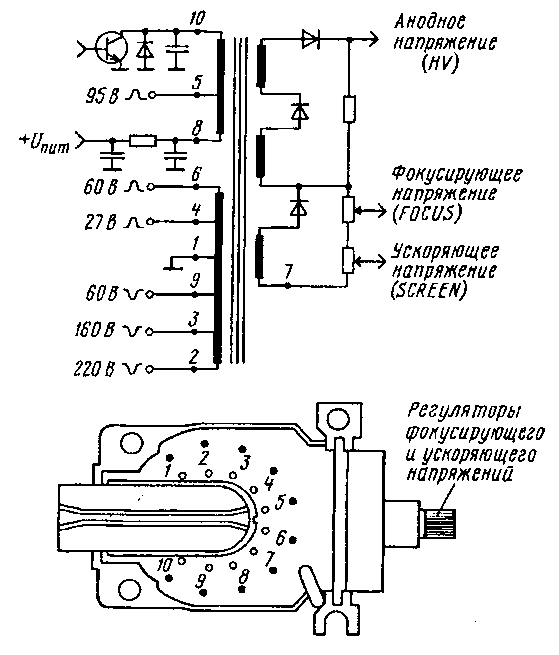 10
Анодное
напряжение
(HV)
5
95 В
+Uпит
8
6
60 В
4
27 В
1
9
60 В
3
160 В
2
220 В
7
Фокусирующее
напряжение
(FOCUS)
Ускоряющее
напряжение
(SCREEN)
Регуляторы
фокусирующего
и ускоряющего
напряжений
1
2
3
4
5
6
7
8
9
10